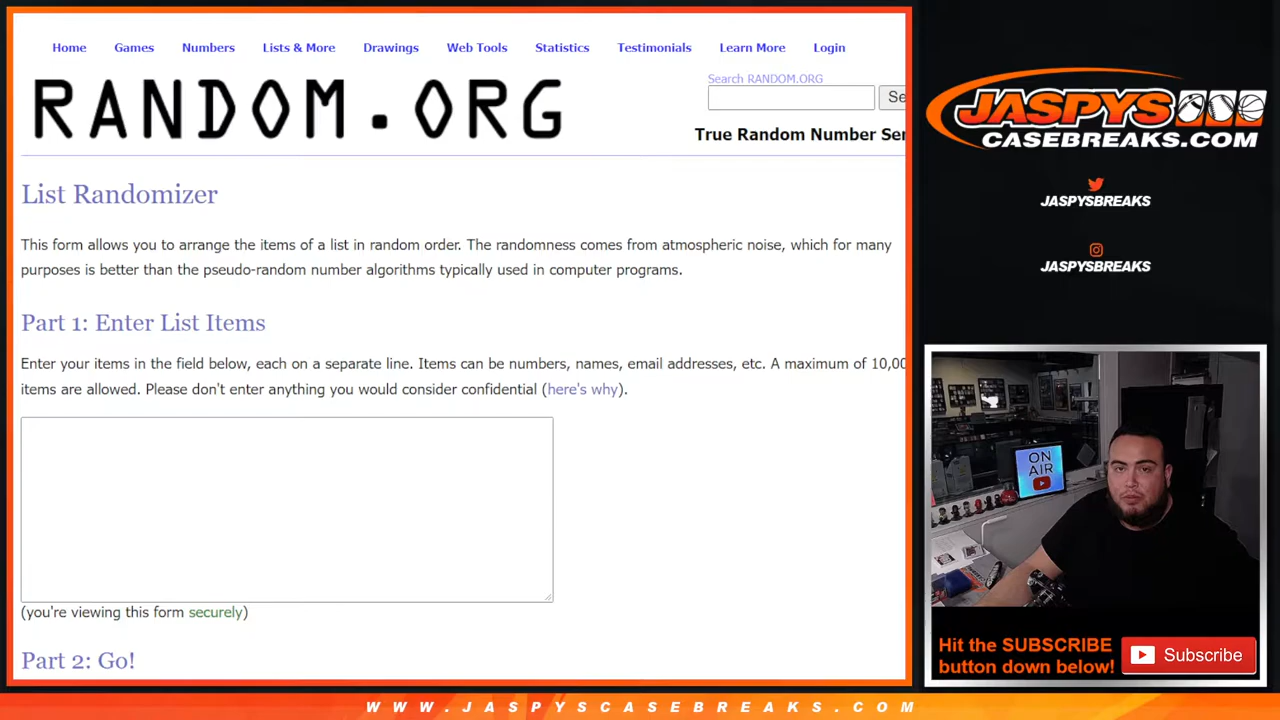 Home Games Numbers Lists & More Drawings Web Tools Statistics Testimonials Learn More Login
RANDOM.ORG
Search RANDOM.ORG
Se
True Random Number Ser
List Randomizer
This form allows you to arrange the items of a list in random order. The randomness comes from atmospheric noise, which for many
purposes is better than the pseudo-random number algorithms typically used in computer programs.
Part 1: Enter List Items
Enter your items in the field below, each on a separate line. Items can be numbers, names, email addresses, etc. A maximum of 10,00
items are allowed. Please don't enter anything you would consider confidential (here's why).
(you're viewing this form securely)
Part 2: Go!
JASPYS
CASEBREAKS.COM
JASPYSBREAKS
JASPYSBREAKS
ON
AIR
Hit the SUBSCRIBE
button down below!
Subscribe
WWW.JASPYSCASEBREAKS.COM